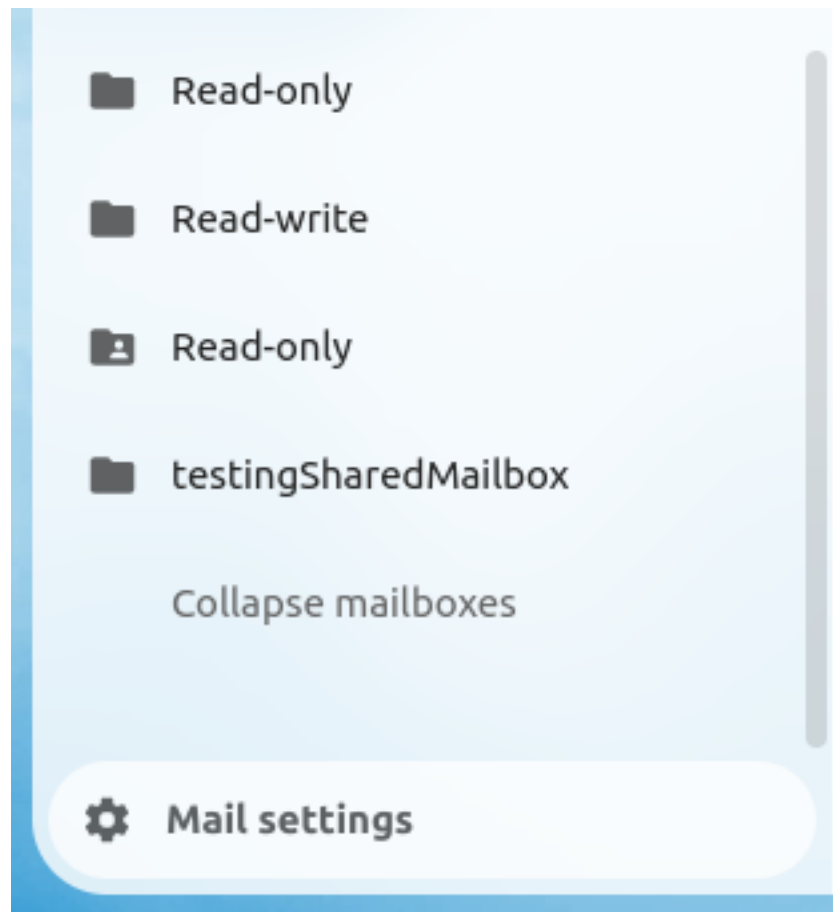 Read-only
Read-write
Read-only
testingSharedMailbox
Collapse mailboxes
Mail settings